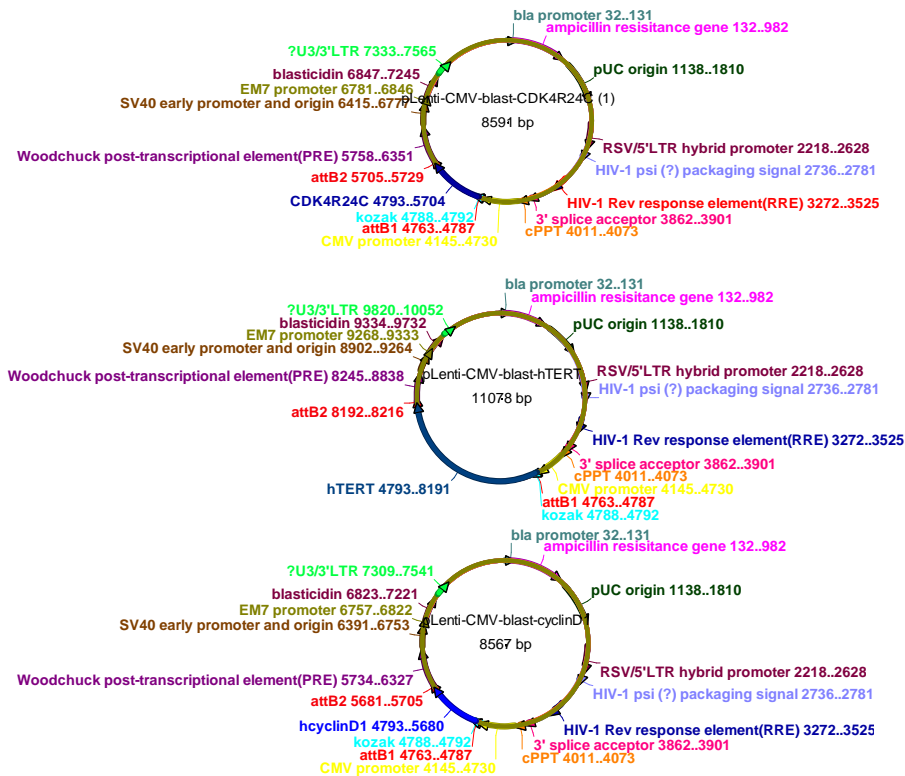 bla promoter 32..131
ampicillin resisitance gene 132..982
?U3/3'LTR 7333..7565
pUC origin 1138..1810
blasticidin 6847..7245
EM7 promoter 6781..6846
pLenti-CMV-blast-CDK4R24C (1)
SV40 early promoter and origin 6415..6777
8591 bp
RSV/5'LTR hybrid promoter 2218..2628
Woodchuck post-transcriptional element(PRE) 5758..6351
HIV-1 psi (?) packaging signal 2736..2781
attB2 5705..5729
CDK4R24C 4793..5704
HIV-1 Rev response element(RRE) 3272..3525
kozak 4788..4792
3' splice acceptor 3862..3901
attB1 4763..4787
cPPT 4011..4073
CMV promoter 4145..4730
bla promoter 32..131
ampicillin resisitance gene 132..982
?U3/3'LTR 9820..10052
blasticidin 9334..9732
pUC origin 1138..1810
EM7 promoter 9268..9333
SV40 early promoter and origin 8902..9264
RSV/5'LTR hybrid promoter 2218..2628
Woodchuck post-transcriptional element(PRE) 8245..8838
pLenti-CMV-blast-hTERT
HIV-1 psi (?) packaging signal 2736..2781
11078 bp
attB2 8192..8216
HIV-1 Rev response element(RRE) 3272..3525
3' splice acceptor 3862..3901
cPPT 4011..4073
hTERT 4793..8191
CMV promoter 4145..4730
attB1 4763..4787
kozak 4788..4792
bla promoter 32..131
ampicillin resisitance gene 132..982
?U3/3'LTR 7309..7541
pUC origin 1138..1810
blasticidin 6823..7221
EM7 promoter 6757..6822
pLenti-CMV-blast-cyclinD1
SV40 early promoter and origin 6391..6753
8567 bp
RSV/5'LTR hybrid promoter 2218..2628
Woodchuck post-transcriptional element(PRE) 5734..6327
HIV-1 psi (?) packaging signal 2736..2781
attB2 5681..5705
hcyclinD1 4793..5680
HIV-1 Rev response element(RRE) 3272..3525
kozak 4788..4792
3' splice acceptor 3862..3901
attB1 4763..4787
cPPT 4011..4073
CMV promoter 4145..4730